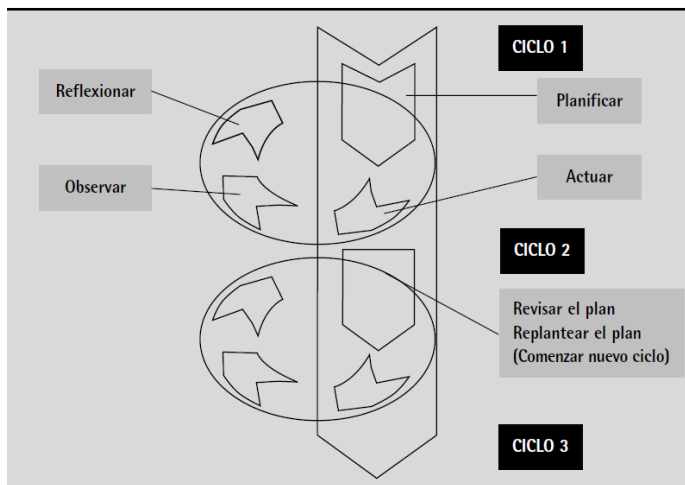 CICLO 1
Reflexionar
Planificar
Observar
Actuar
CICLO 2
Revisar el plan
Replantear el plan
(Comenzar nuevo ciclo)
CICLO 3